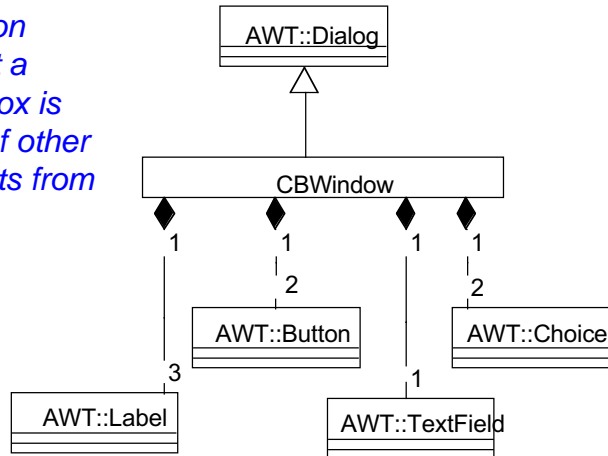 on
t a
ox is
f other
ts from
AWT::Dialog
CBWindow
1 1 1 1
2 2
AWT::Button AWT::Choice
3 1
AWT::Label AWT::TextField